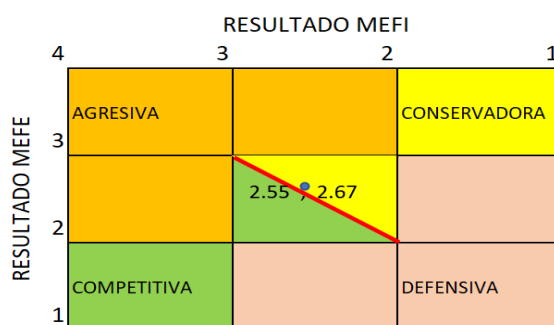 RESULTADO MEFI
4 3 2 1
RESULTADO MEFE
AGRESIVA CONSERVADORA
3
2.55 , 2.67
2
COMPETITIVA DEFENSIVA
1